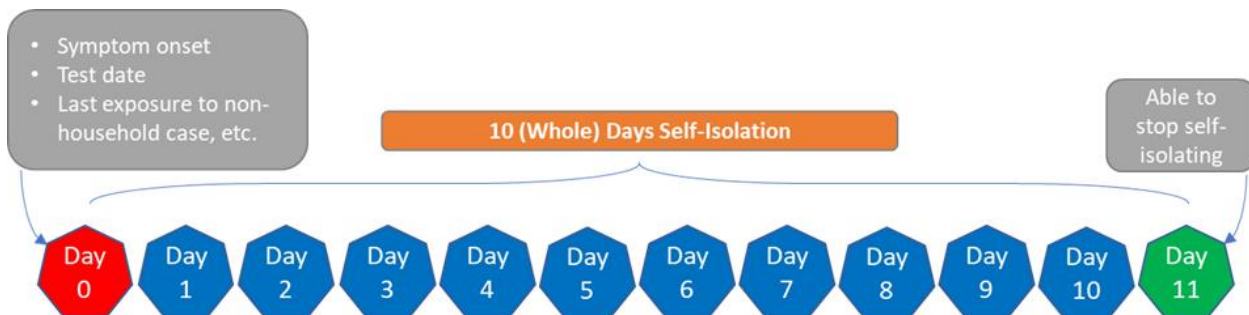 • Symptom onset
• Test date
• Last exposure to non-
household case, etc.
10 (Whole) Days Self-Isolation
Able to
stop self-
isolating
Day
0
Day
1
Day
2
Day
3
Day
4
Day
5
Day
6
Day
7
Day
8
Day
9
Day
10
Day
11